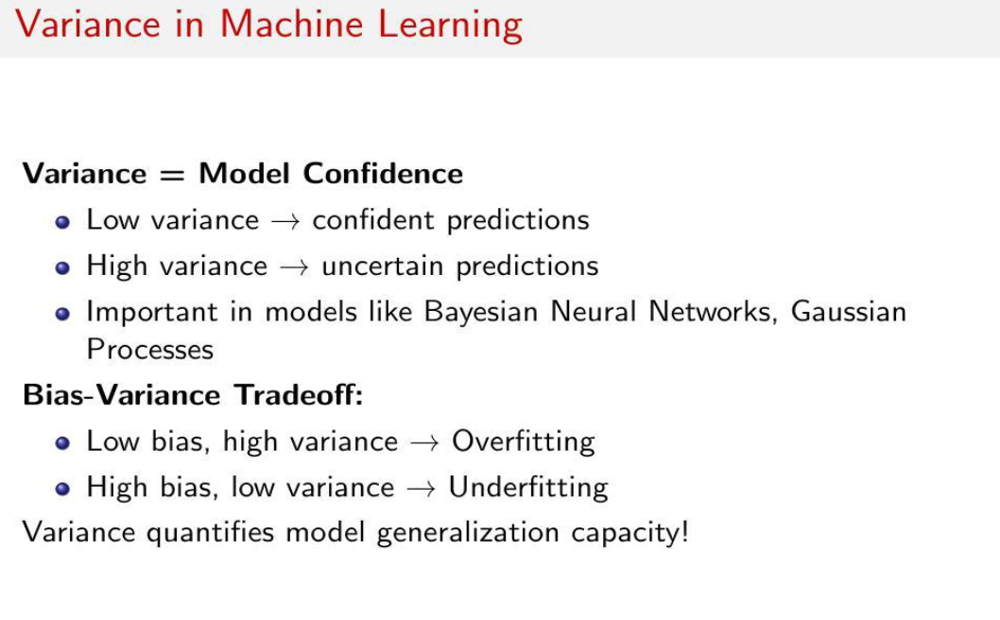 Variance in Machine Learning
Variance = Model Confidence
Low variance → confident predictions
High variance → uncertain predictions
Important in models like Bayesian Neural Networks, Gaussian
Processes
Bias-Variance Tradeoff:
Low bias, high variance → Overfitting
High bias, low variance → Underfitting
Variance quantifies model generalization capacity!